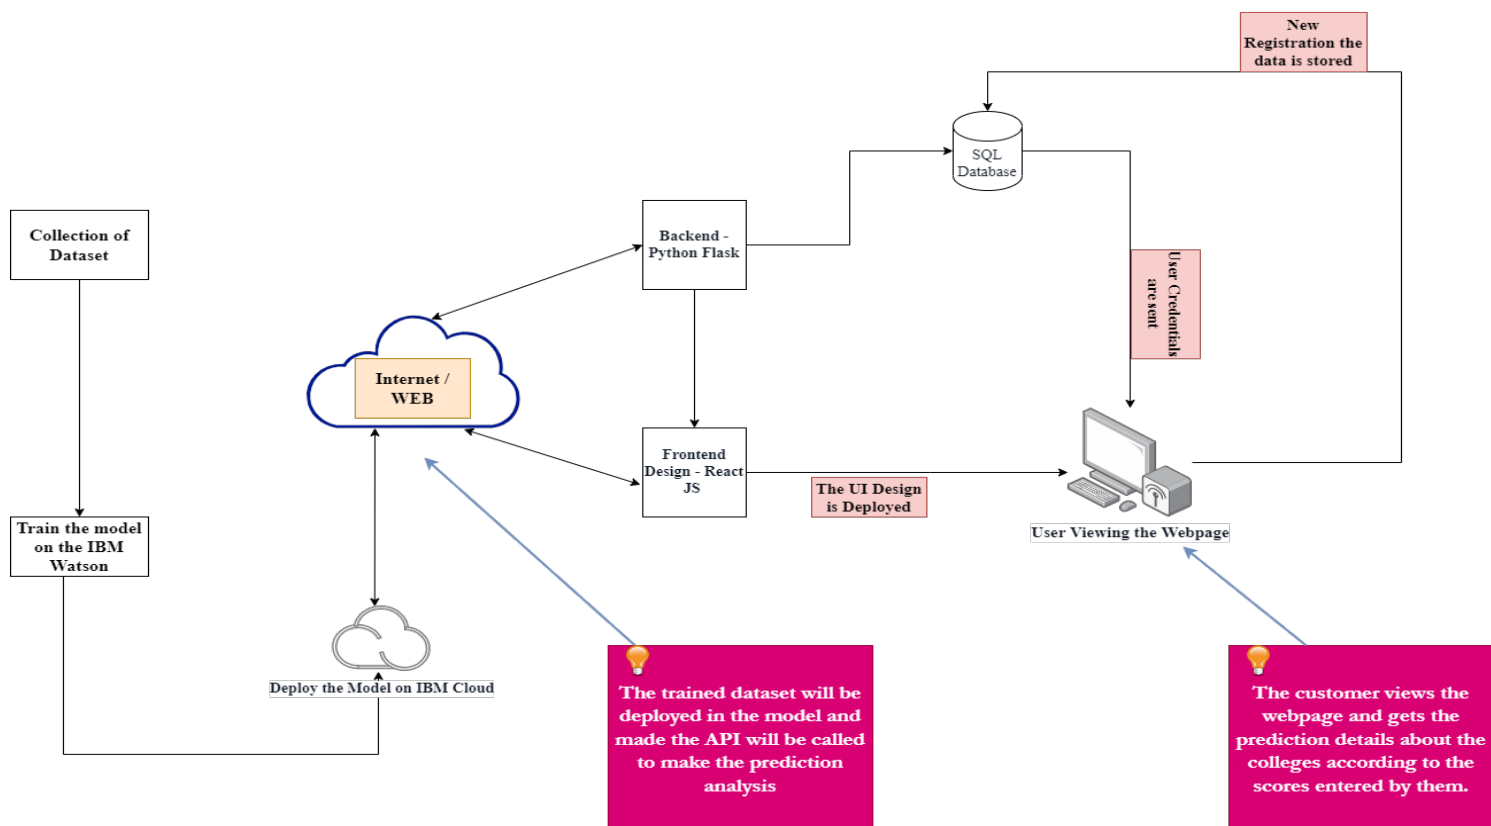 New
Registration the
data is stored
SQL
Database
Collection of
Dataset
Backend -
Python Flask
User Credentials
are sent
Internet /
WEB
Frontend
Design - React
JS
The UI Design
is Deployed
User Viewing the Webpage
Train the model
on the IBM
Watson
Deploy the Model on IBM Cloud
The trained dataset will be
deployed in the model and
made the API will be called
to make the prediction
analysis
The customer views the
webpage and gets the
prediction details about the
colleges according to the
scores entered by them.